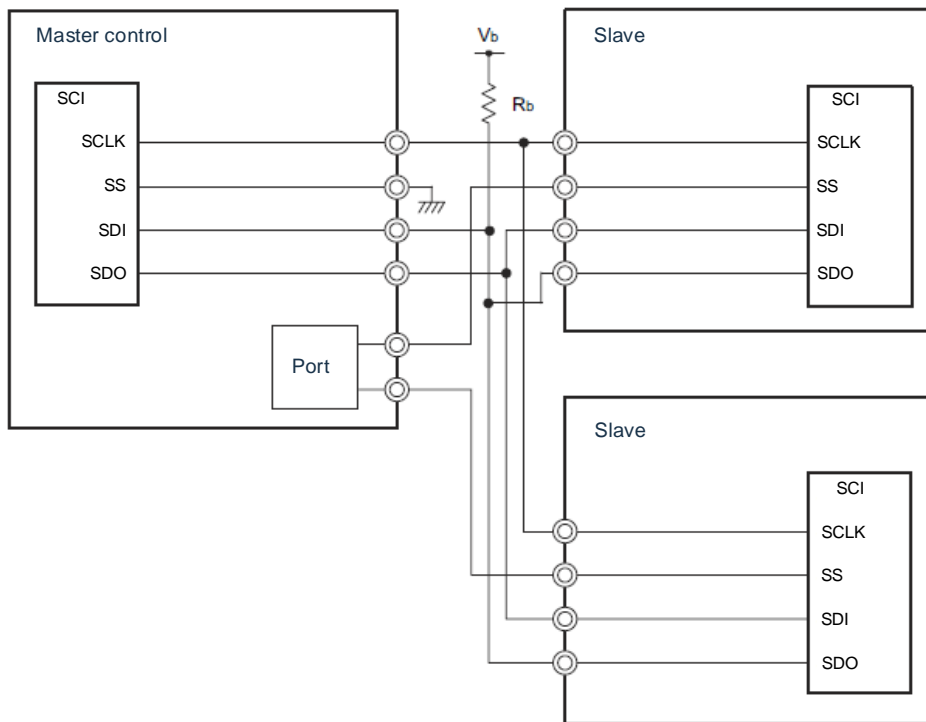 Master control
SCI
SCLK
SS
SDI
SDO
Port
Vb
Rb
Slave
SCI
SCLK
SS
SDI
SDO
Slave
SCI
SCLK
SS
SDI
SDO